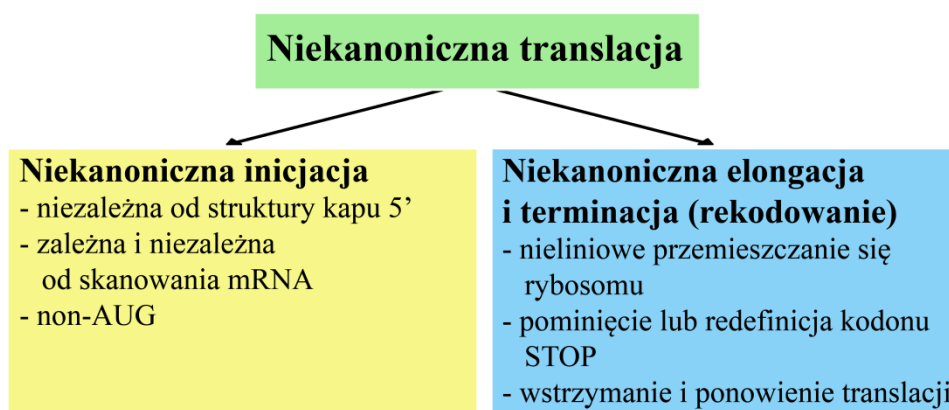 Niekanoniczna translacja
Niekanoniczna inicjacja
- niezależna od struktury kapu 5’
- zależna i niezależna
od skanowania mRNA
- non-AUG
Niekanoniczna elongacja
i terminacja (rekodowanie)
- nieliniowe przemieszczanie się
rybosomu
- pominięcie lub redefinicja kodonu
STOP
- wstrzymanie i ponowienie translacji